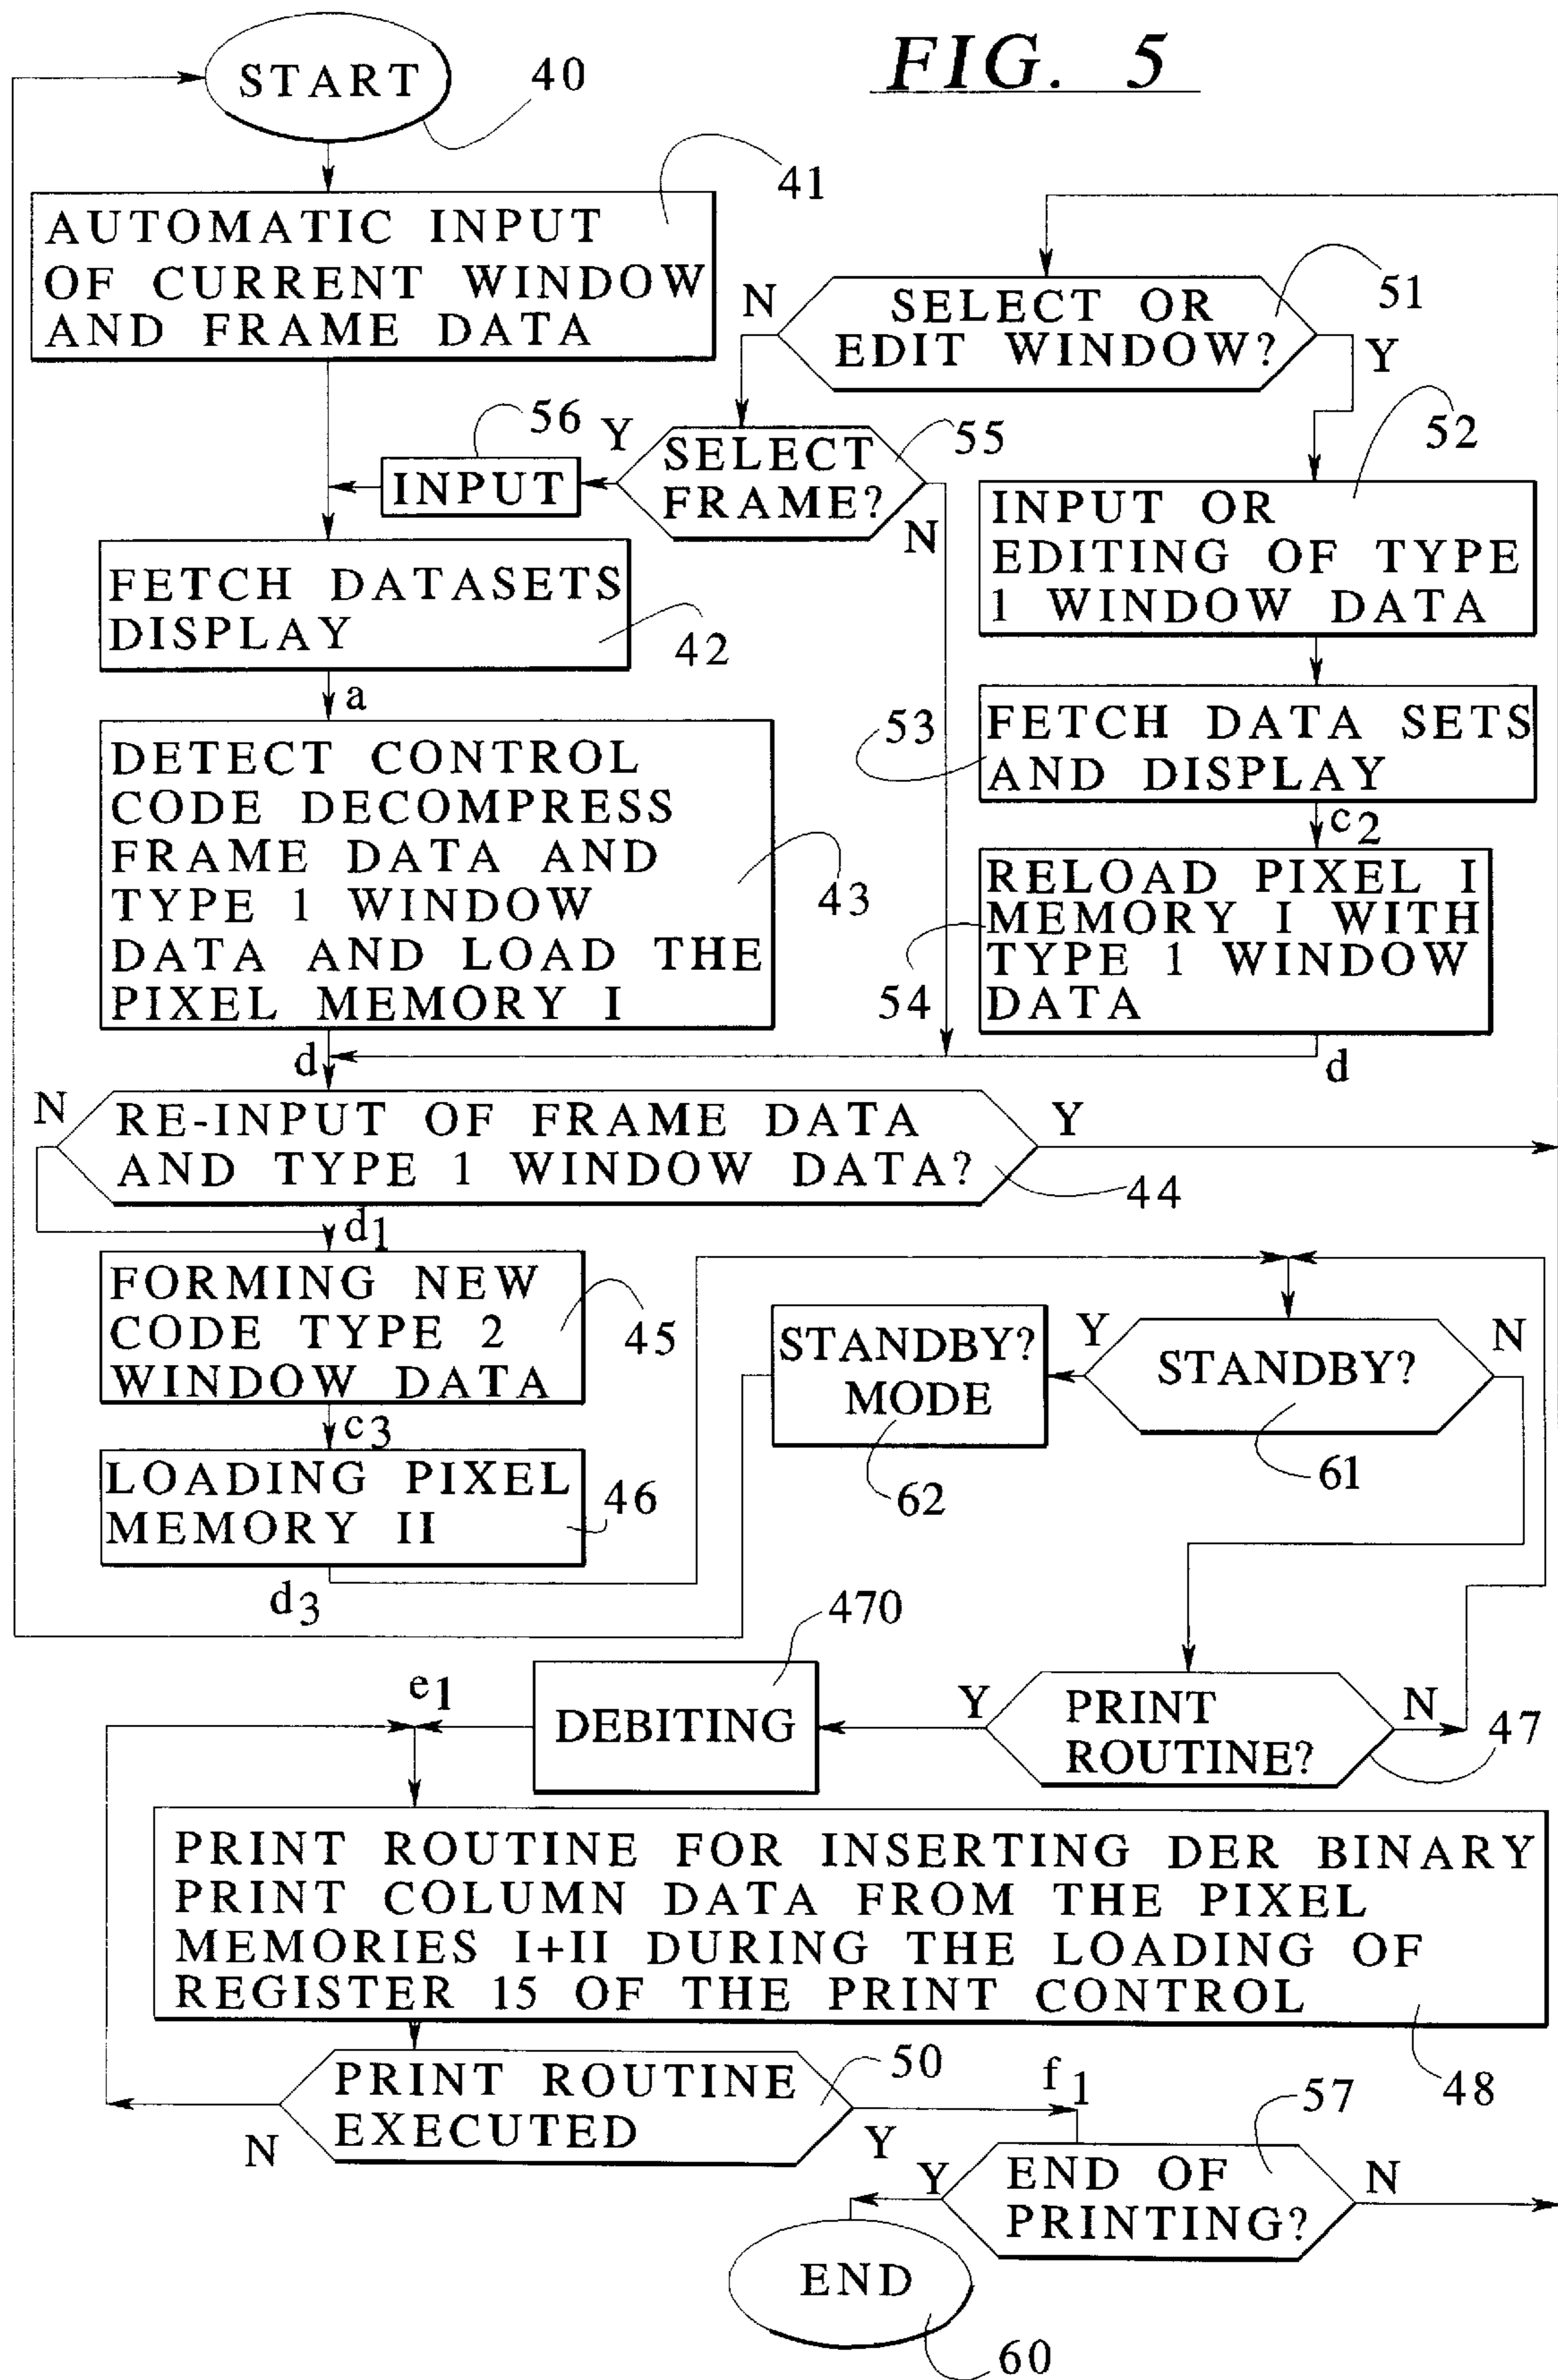 FIG. 5
START
40
41
AUTOMATIC INPUT
OF CURRENT WINDOW
AND FRAME DATA
N
SELECT OR
EDIT WINDOW?
51
Y
56
Y
SELECT
FRAME?
55
N
INPUT
52
INPUT OR
EDITING OF TYPE
1 WINDOW DATA
FETCH DATASETS
DISPLAY
42
a
53
FETCH DATA SETS
AND DISPLAY
c2
DETECT CONTROL
CODE DECOMPRESS
FRAME DATA AND
TYPE 1 WINDOW
DATA AND LOAD THE
PIXEL MEMORY I
43
RELOAD PIXEL I
MEMORY I WITH
TYPE 1 WINDOW
DATA
54
d
d
N
RE-INPUT OF FRAME DATA
AND TYPE 1 WINDOW DATA?
Y
44
d1
FORMING NEW
CODE TYPE 2
WINDOW DATA
45
STANDBY?
MODE
62
Y
STANDBY?
N
61
c3
LOADING PIXEL
MEMORY II
46
d3
470
e1
DEBITING
Y
PRINT
ROUTINE?
N
47
PRINT ROUTINE FOR INSERTING DER BINARY
PRINT COLUMN DATA FROM THE PIXEL
MEMORIES I+II DURING THE LOADING OF
REGISTER 15 OF THE PRINT CONTROL
48
PRINT ROUTINE
EXECUTED
50
N
Y
f1
57
Y
END OF
PRINTING?
N
END
60